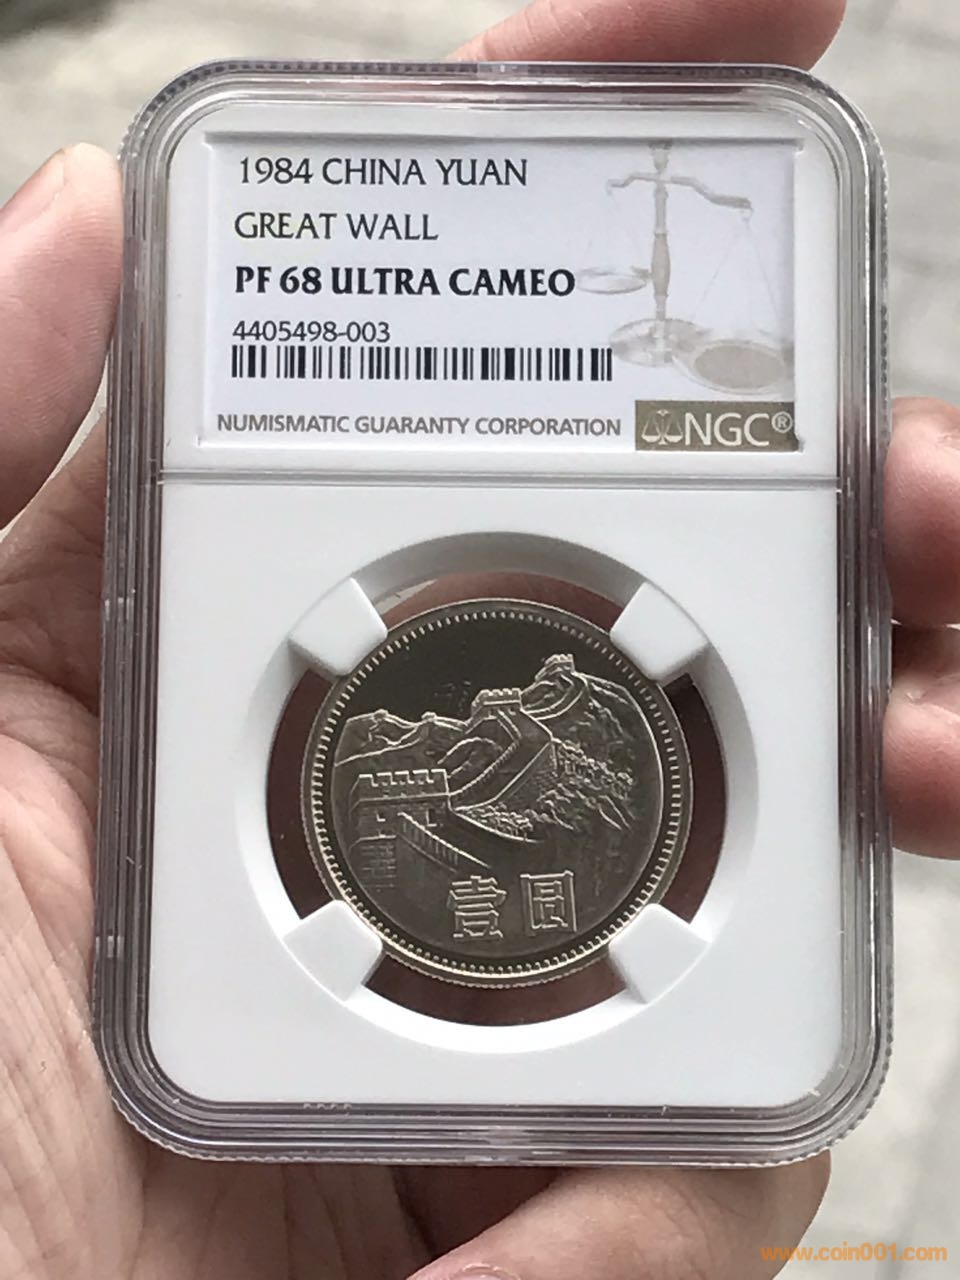 1984 CHINA YUAN
GREAT WALL
PF 68 ULTRA CAMEO
4405498-003
NUMISMATIC GUARANTY CORPORATION
NGC®
壹圆
www.coin001.com